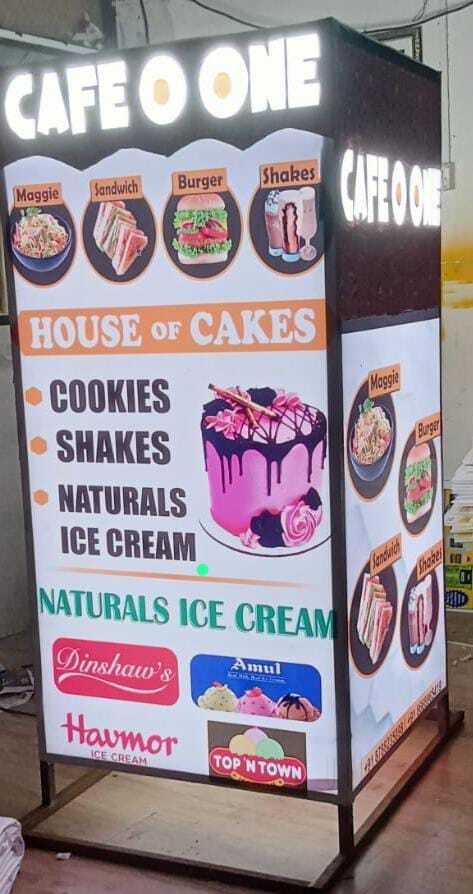 CAFE O ONE
Maggie
Sandwich
Burger
Shakes
HOUSE OF CAKES
COOKIES
SHAKES
NATURALS
ICE CREAM
NATURALS ICE CREAM
Dinshaw's
Amul
Havmor
ICE CREAM
TOP 'N TOWN
CAFE O ONE
Maggie
Burger
Sandwich
Shakes